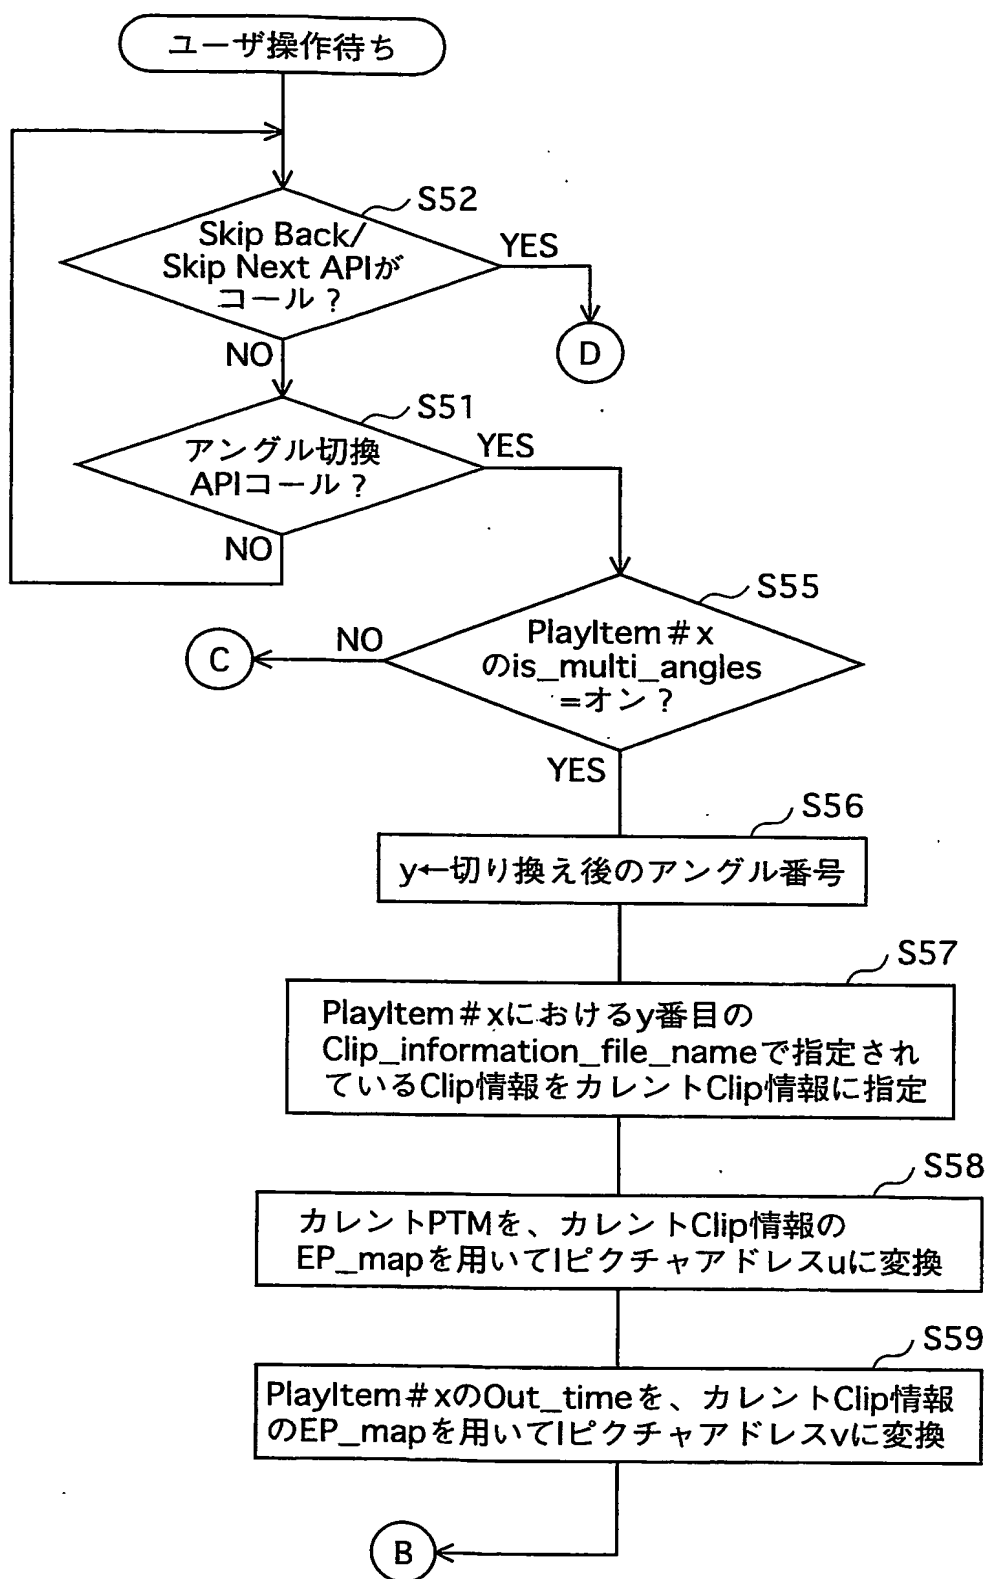 ユーザ操作待ち
S52
Skip Back/
Skip Next APIが
コール？
YES
D
NO
S51
アングル切換
APIコール？
YES
NO
S55
PlayItem＃x
のis_multi_angles
=オン？
NO
C
YES
S56
y←切り換え後のアングル番号
S57
PlayItem＃xにおけるy番目の
Clip_information_file_nameで指定され
ているClip情報をカレントClip情報に指定
S58
カレントPTMを、カレントClip情報の
EP_mapを用いてIピクチャアドレスuに変換
S59
PlayItem＃xのOut_timeを、カレントClip情報
のEP_mapを用いてIピクチャアドレスvに変換
B